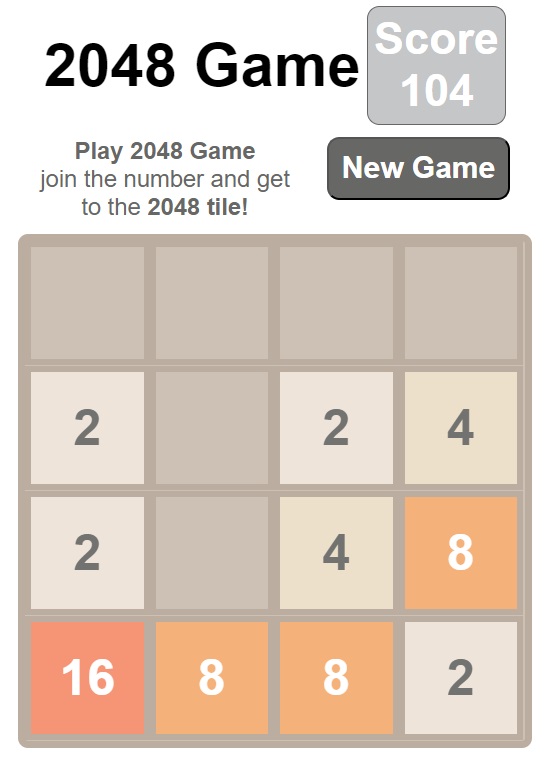 2048 Game
Score
104
Play 2048 Game
join the number and get
to the 2048 tile!
New Game
2 2 4
2 4 8
16 8 8 2